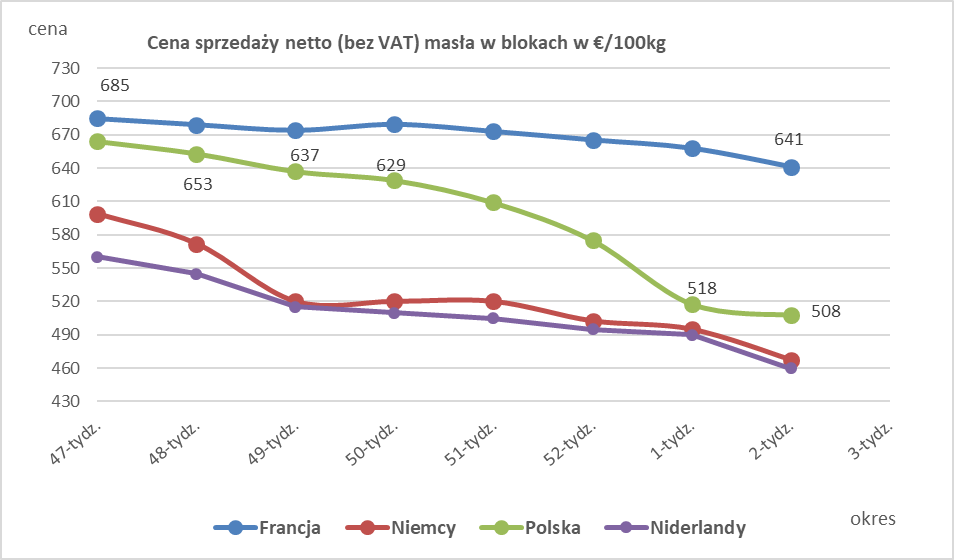 cena
Cena sprzedaży netto (bez VAT) masła w blokach w €/100kg
730
700
670
640
610
580
550
520
490
460
430
685
653
637
629
518
508
641
47-tydz.
48-tydz.
49-tydz.
50-tydz.
51-tydz.
52-tydz.
1-tydz.
2-tydz.
3-tydz.
okres
Francja Niemcy Polska Niderlandy